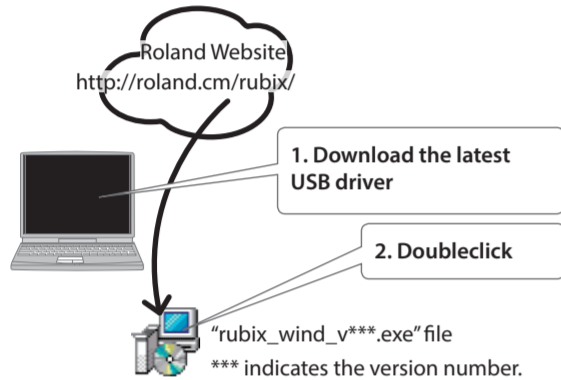 Roland Website
http://roland.cm/rubix/
1. Download the latest
USB driver
2. Doubleclick
“rubix_wind_v***.exe” file
*** indicates the version number.